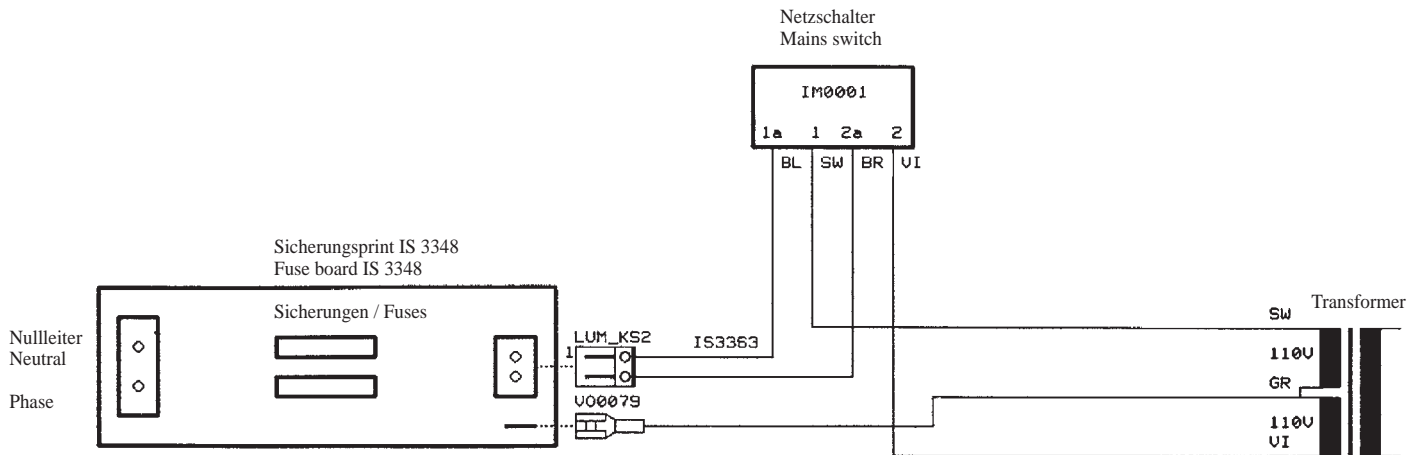 Netzschalter
Mains switch
IM0001
1a 1 2a 2
BL SW BR VI
Sicherungsprint IS 3348
Fuse board IS 3348
Sicherungen / Fuses
Nullleiter
Neutral
Phase
1
LUM_KS2
IS3363
VO0079
SW
Transformer
110V
GR
110V
VI